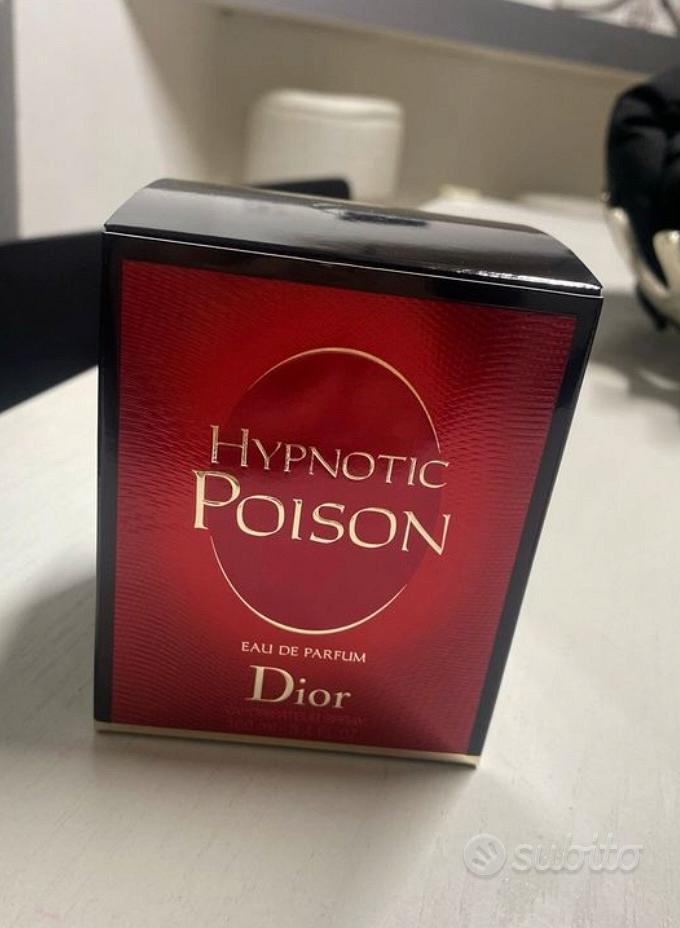 HYPNOTIC
POISON
EAU DE PARFUM
Dior
subito